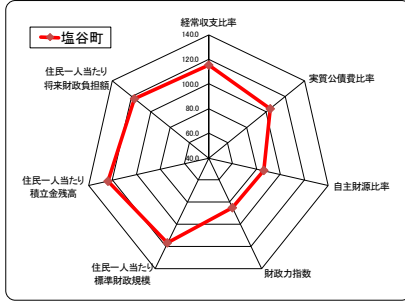 塩谷町
経常収支比率
140.0
120.0
100.0
80.0
60.0
40.0
実質公債費比率
自主財源比率
財政力指数
住民一人当たり
標準財政規模
住民一人当たり
積立金残高
住民一人当たり
将来財政負担額